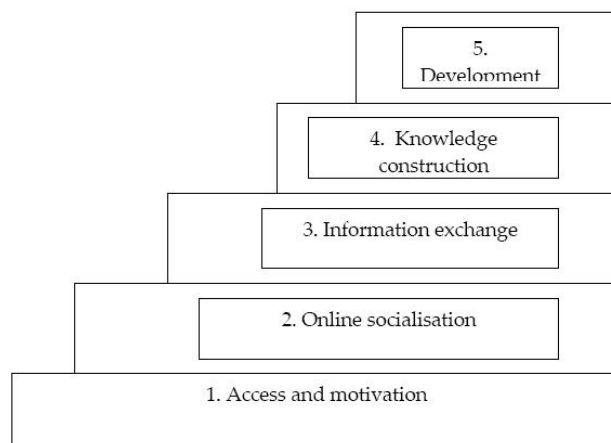 5.
Development
4. Knowledge
construction
3. Information exchange
2. Online socialisation
1. Access and motivation